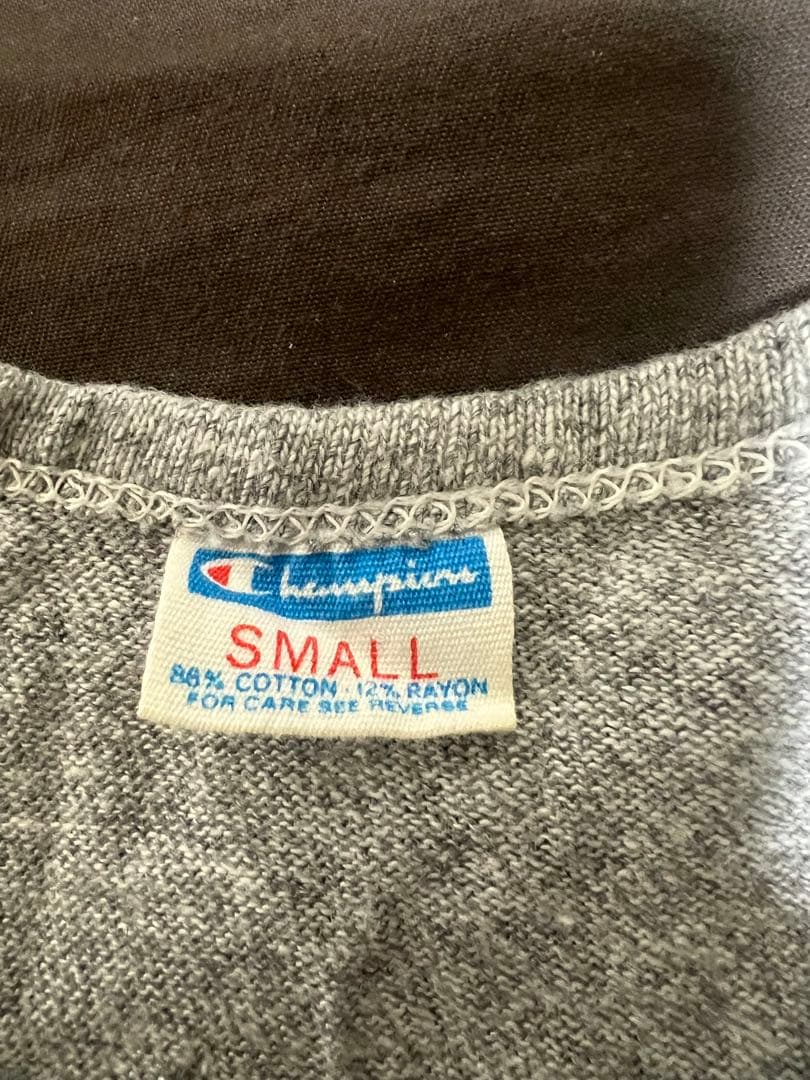 Champion
SMALL
88% COTTON · 12% RAYON
FOR CARE SEE REVERSE